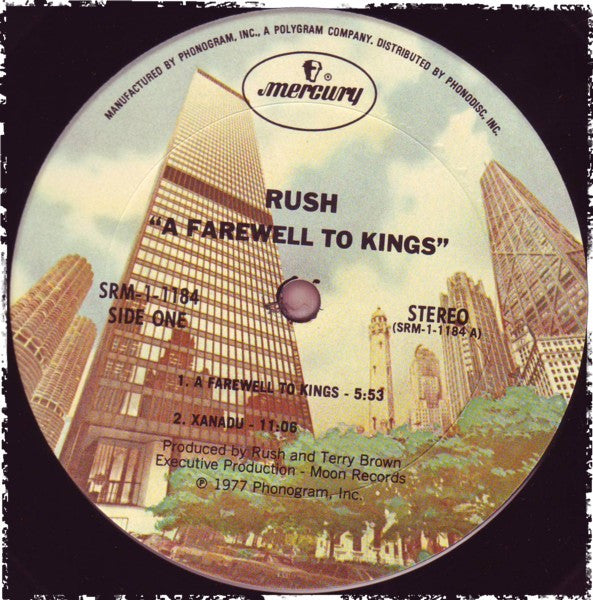 MANUFACTURED BY PHONOGRAM, INC., A POLYGRAM COMPANY. DISTRIBUTED BY PHONODISC, INC.
mercury ®
RUSH
"A FAREWELL TO KINGS"
SRM-1-1184
SIDE ONE
STEREO
(SRM-1-1184 A)
1. A FAREWELL TO KINGS - 5:53
2. XANADU - 11:06
Produced by Rush and Terry Brown
Executive Production - Moon Records
℗ 1977 Phonogram, Inc.